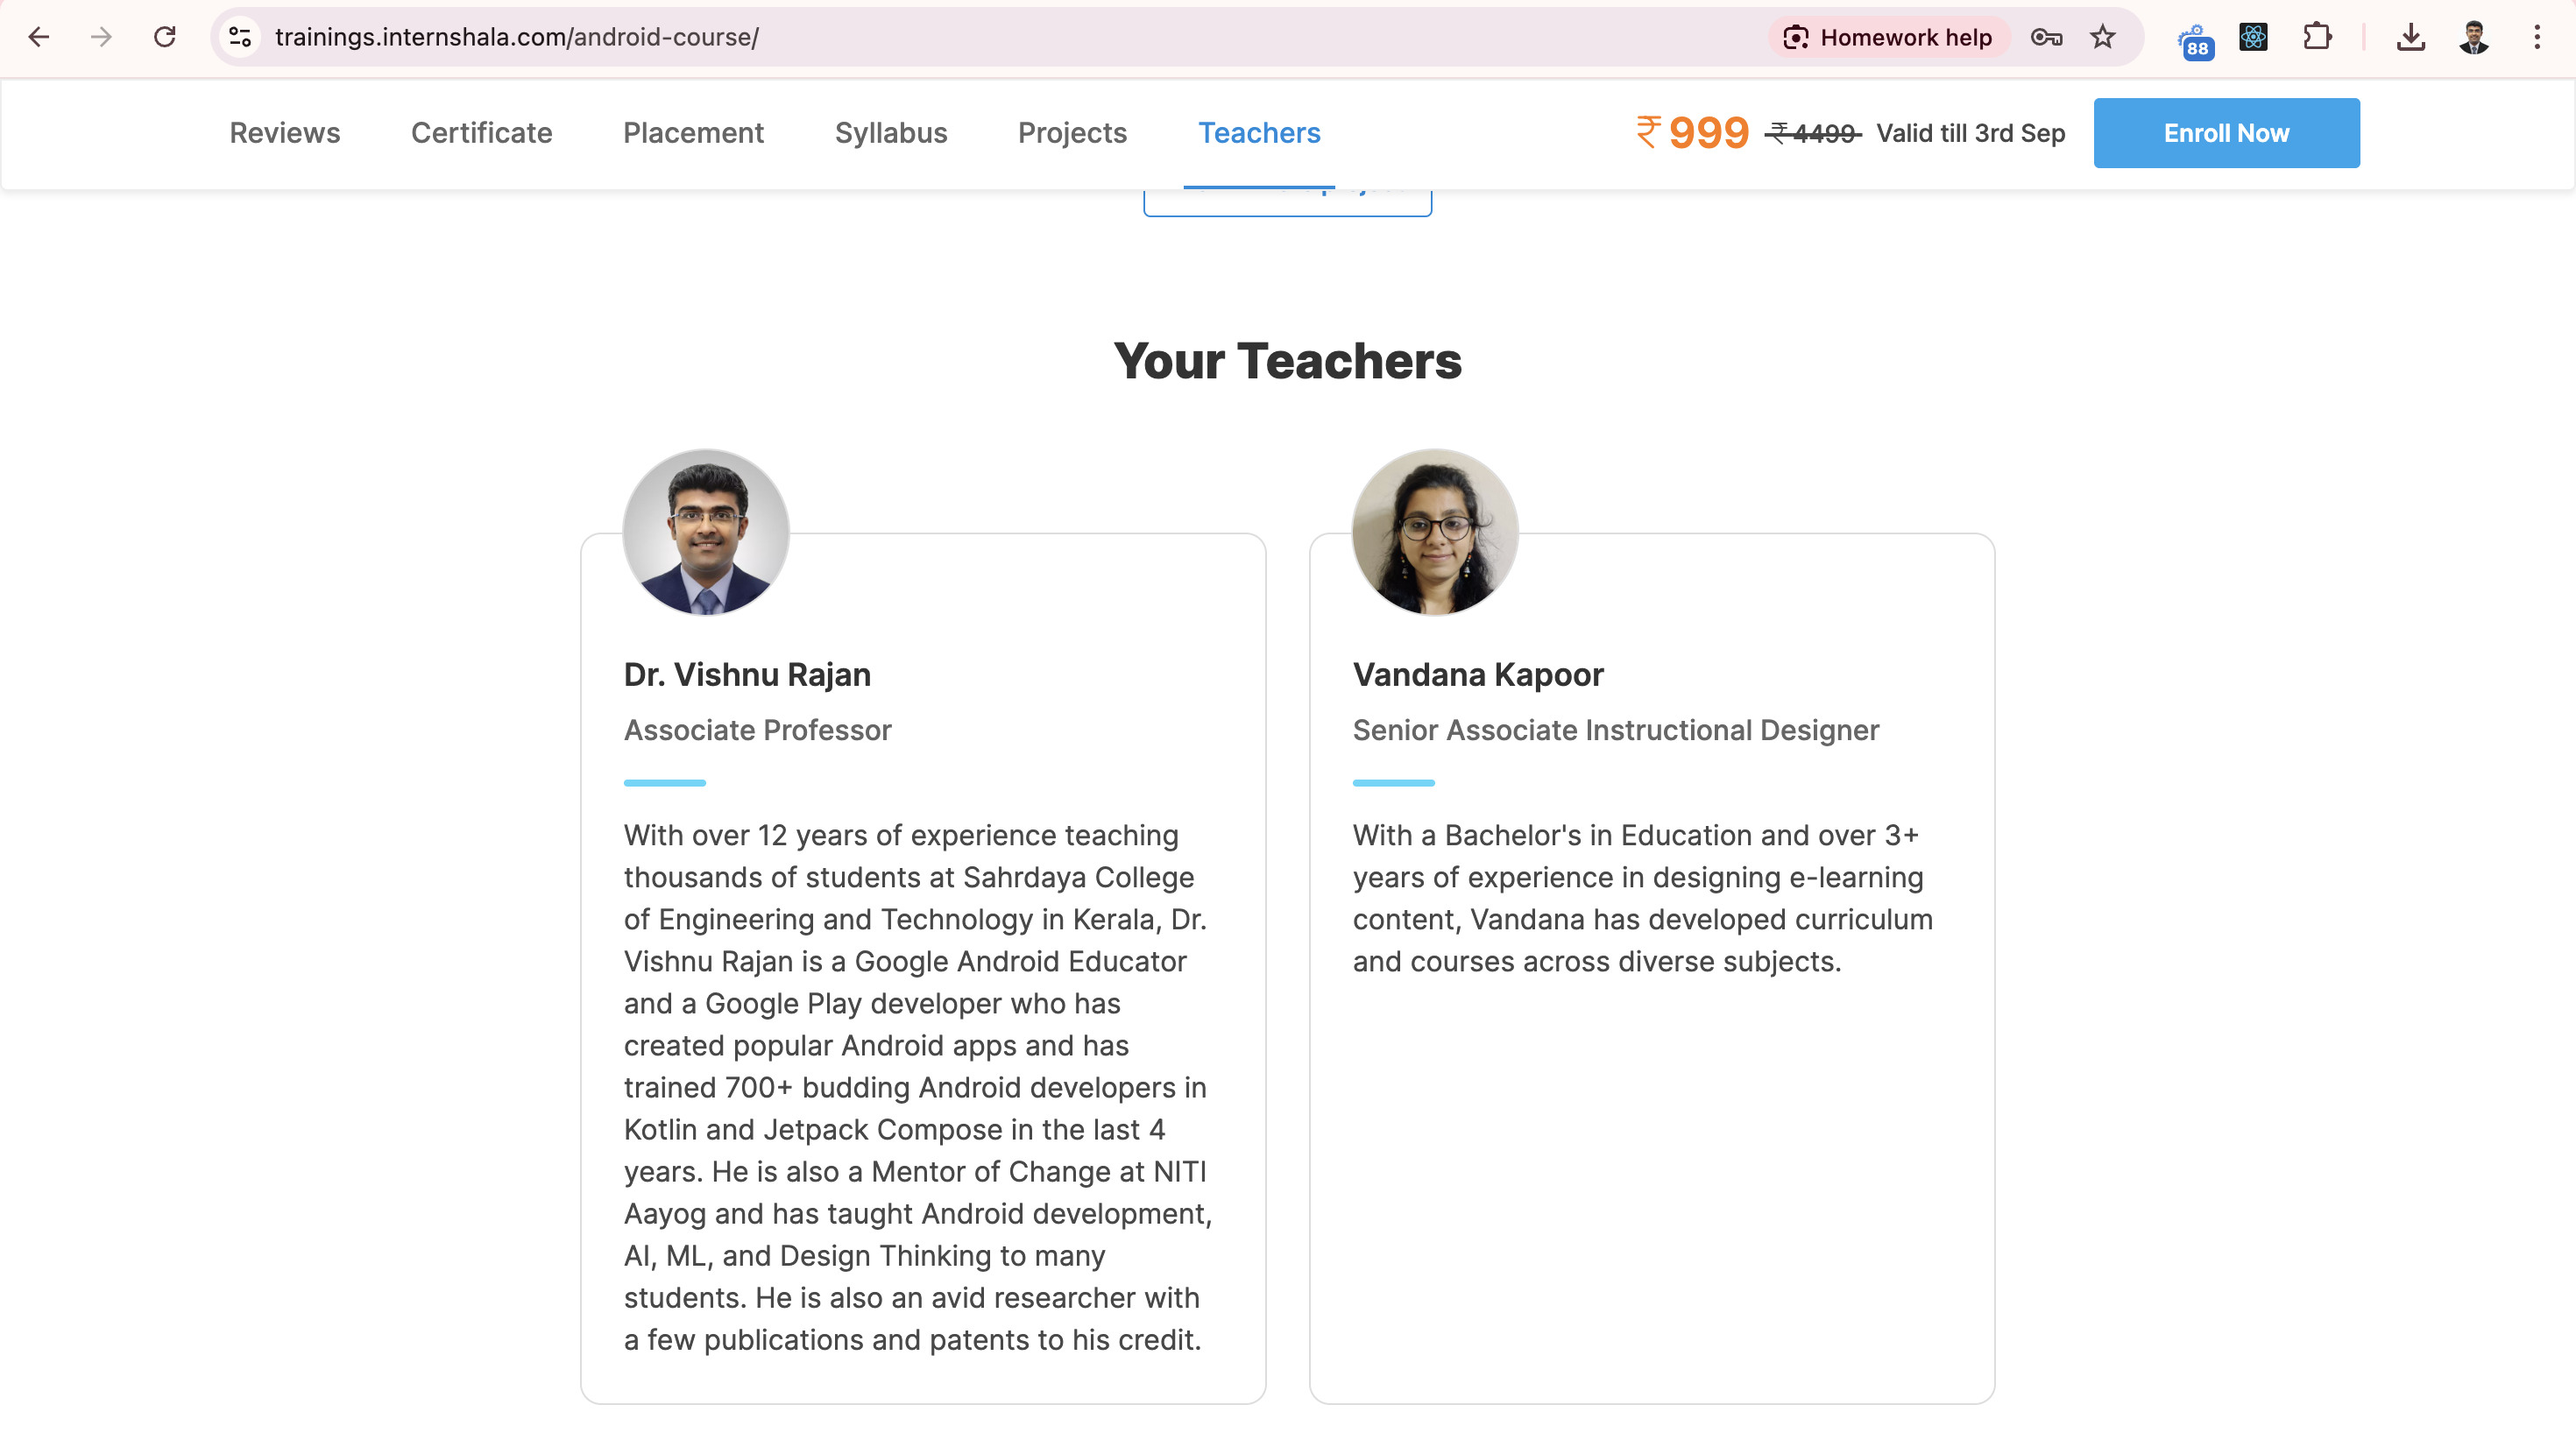 trainings.internshala.com/android-course/
Homework help
88
Reviews Certificate Placement Syllabus Projects Teachers
₹ 999 ₹ 4499 Valid till 3rd Sep
Enroll Now
Your Teachers
Dr. Vishnu Rajan
Associate Professor
With over 12 years of experience teaching
thousands of students at Sahrdaya College
of Engineering and Technology in Kerala, Dr.
Vishnu Rajan is a Google Android Educator
and a Google Play developer who has
created popular Android apps and has
trained 700+ budding Android developers in
Kotlin and Jetpack Compose in the last 4
years. He is also a Mentor of Change at NITI
Aayog and has taught Android development,
AI, ML, and Design Thinking to many
students. He is also an avid researcher with
a few publications and patents to his credit.
Vandana Kapoor
Senior Associate Instructional Designer
With a Bachelor's in Education and over 3+
years of experience in designing e-learning
content, Vandana has developed curriculum
and courses across diverse subjects.